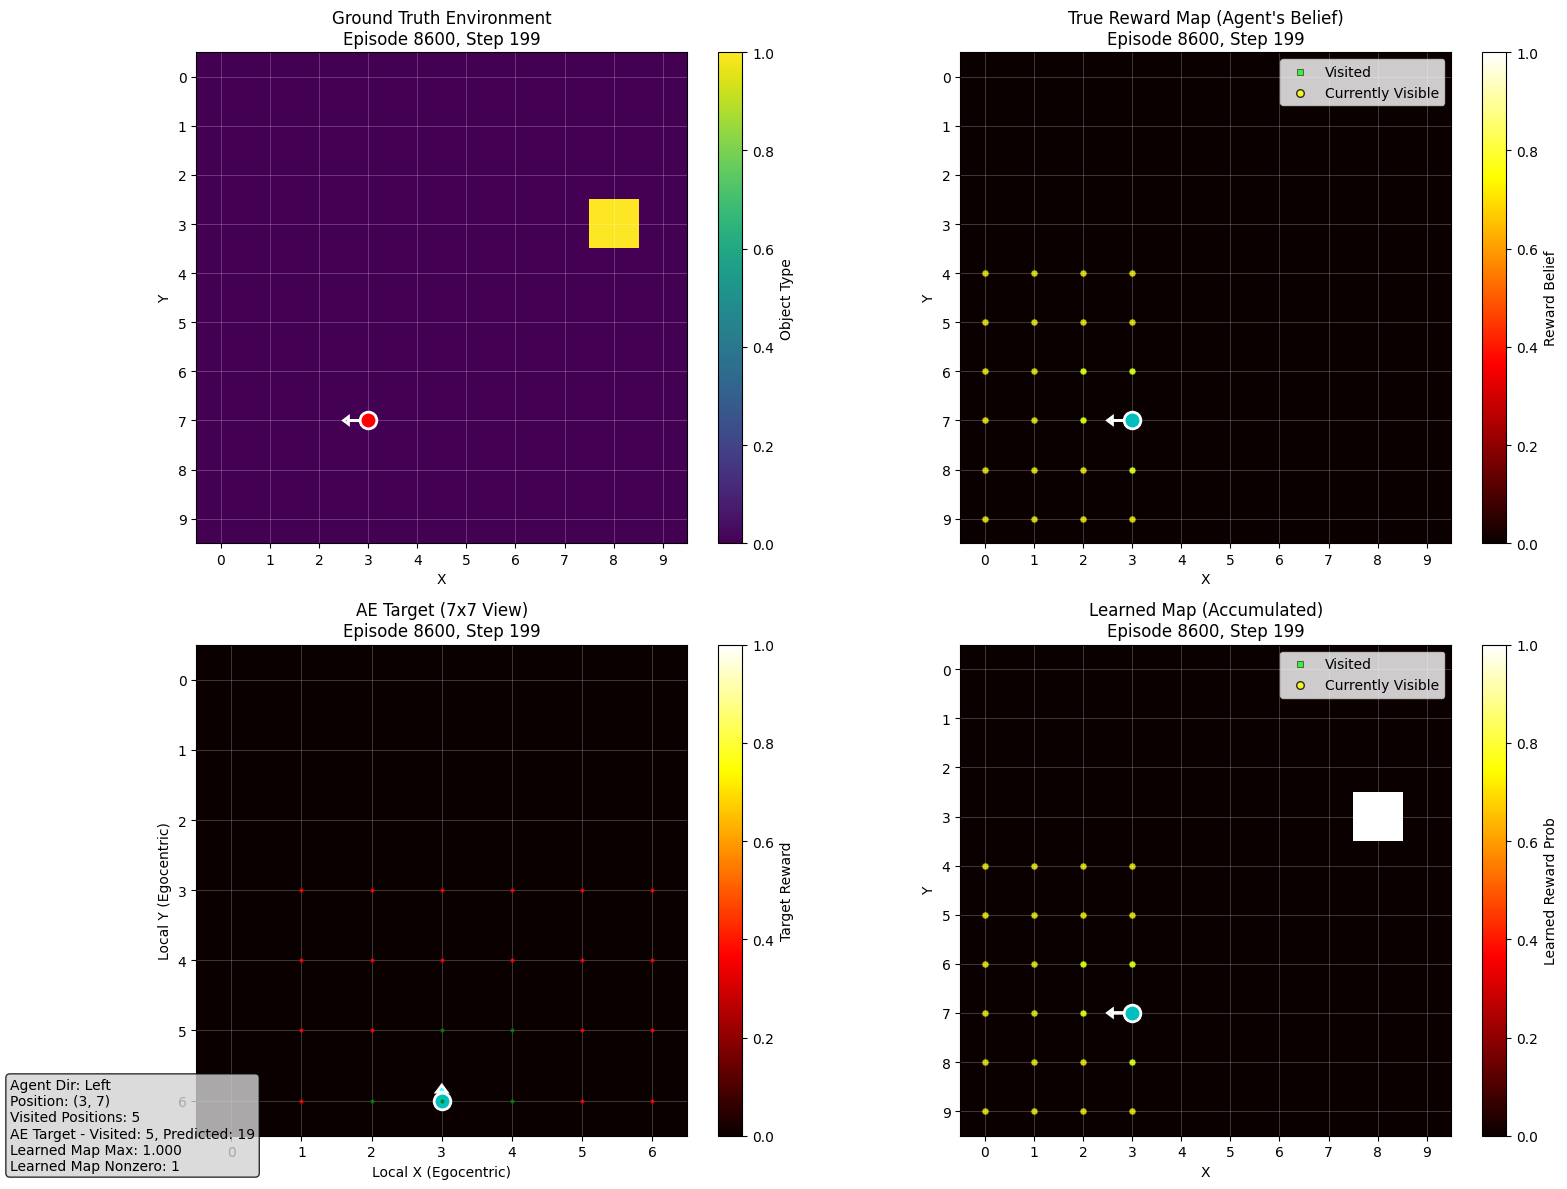 Ground Truth Environment
Episode 8600, Step 199
0
1
2
3
4
5
6
7
8
9
Y
0 1 2 3 4 5 6 7 8 9
X
1.0
0.8
0.6
0.4
0.2
0.0
Object Type
True Reward Map (Agent's Belief)
Episode 8600, Step 199
Visited
Currently Visible
0
1
2
3
4
5
6
7
8
9
Y
0 1 2 3 4 5 6 7 8 9
X
1.0
0.8
0.6
0.4
0.2
0.0
Reward Belief
AE Target (7x7 View)
Episode 8600, Step 199
0
1
2
3
4
5
6
Local Y (Egocentric)
0 1 2 3 4 5 6
Local X (Egocentric)
1.0
0.8
0.6
0.4
0.2
0.0
Target Reward
Learned Map (Accumulated)
Episode 8600, Step 199
Visited
Currently Visible
0
1
2
3
4
5
6
7
8
9
Y
0 1 2 3 4 5 6 7 8 9
X
1.0
0.8
0.6
0.4
0.2
0.0
Learned Reward Prob
Agent Dir: Left
Position: (3, 7)
Visited Positions: 5
AE Target - Visited: 5, Predicted: 19
Learned Map Max: 1.000
Learned Map Nonzero: 1